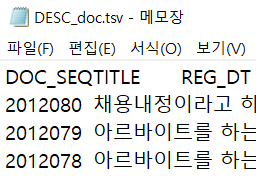 DESC_doc.tsv - 메모장
파일(F) 편집(E) 서식(O) 보기(V)
DOC_SEQTITLE REG_DT
2012080 채용내정이라고 하
2012079 아르바이트를 하는
2012078 아르바이트를 하는